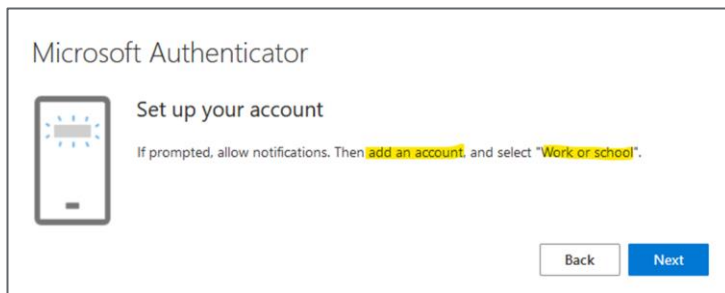 Microsoft Authenticator
Set up your account
If prompted, allow notifications. Then add an account, and select "Work or school".
Back
Next